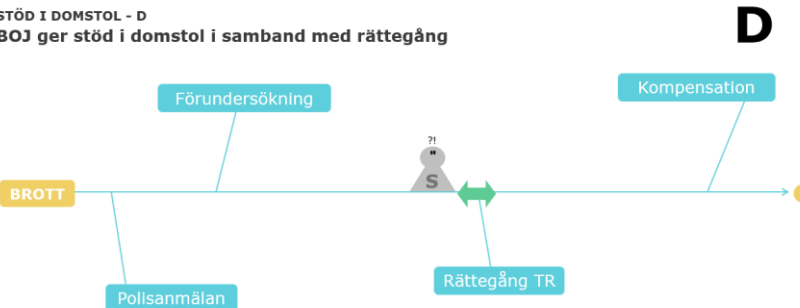 STÖD I DOMSTOL - D
BOJ ger stöd i domstol i samband med rättegång
D
Kompensation
Förundersökning
?!
"
S
BROTT
Rättegång TR
Polisanmälan